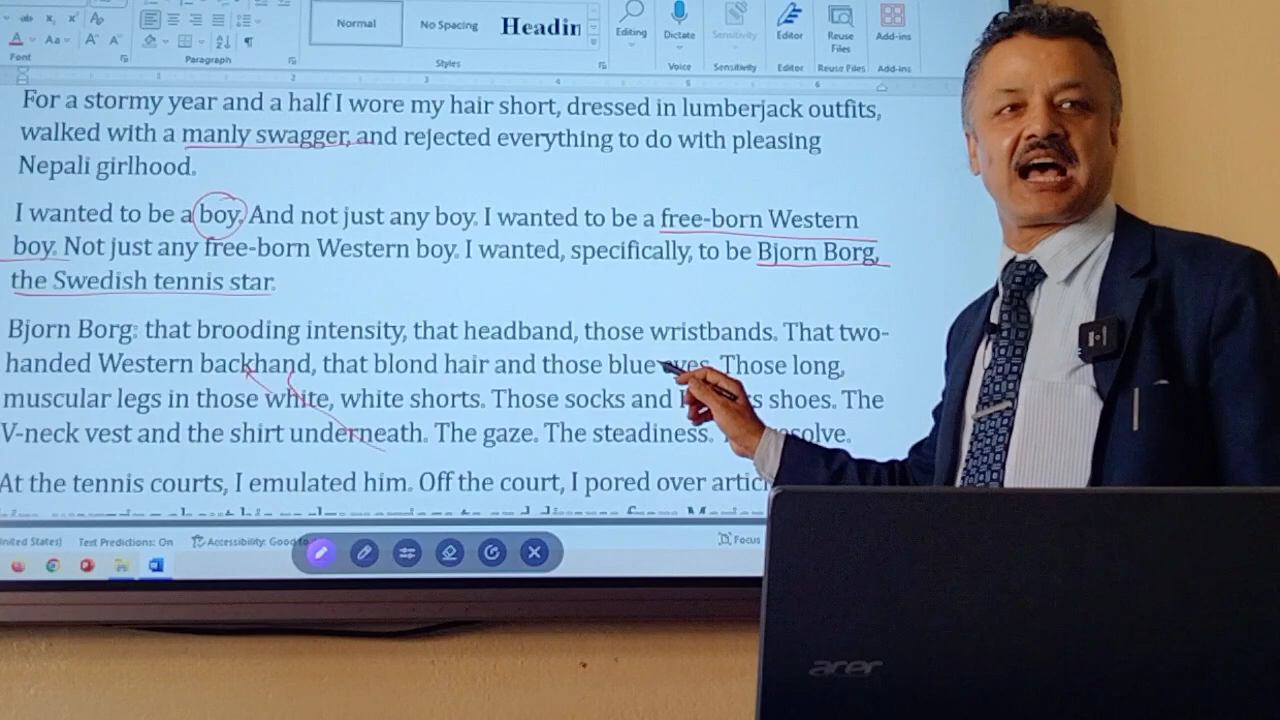 Normal
No Spacing
Headin
Editing
Dictate
Sensitivity
Editor
Reuse
Files
Add-ins
Font
Paragraph
Styles
Voice
Sensitivity
Editor
Reuse Files
Add-ins
For a stormy year and a half I wore my hair short, dressed in lumberjack outfits,
walked with a manly swagger, and rejected everything to do with pleasing
Nepali girlhood.
I wanted to be a boy. And not just any boy. I wanted to be a free-born Western
boy. Not just any free-born Western boy. I wanted, specifically, to be Bjorn Borg,
the Swedish tennis star.
Bjorn Borg: that brooding intensity, that headband, those wristbands. That two-
handed Western backhand, that blond hair and those blue eyes. Those long,
muscular legs in those white, white shorts. Those socks and shoes. The
V-neck vest and the shirt underneath. The gaze. The steadiness.
At the tennis courts, I emulated him. Off the court, I pored over
Text Predictions: On
Accessibility: Good to
Focus
acer